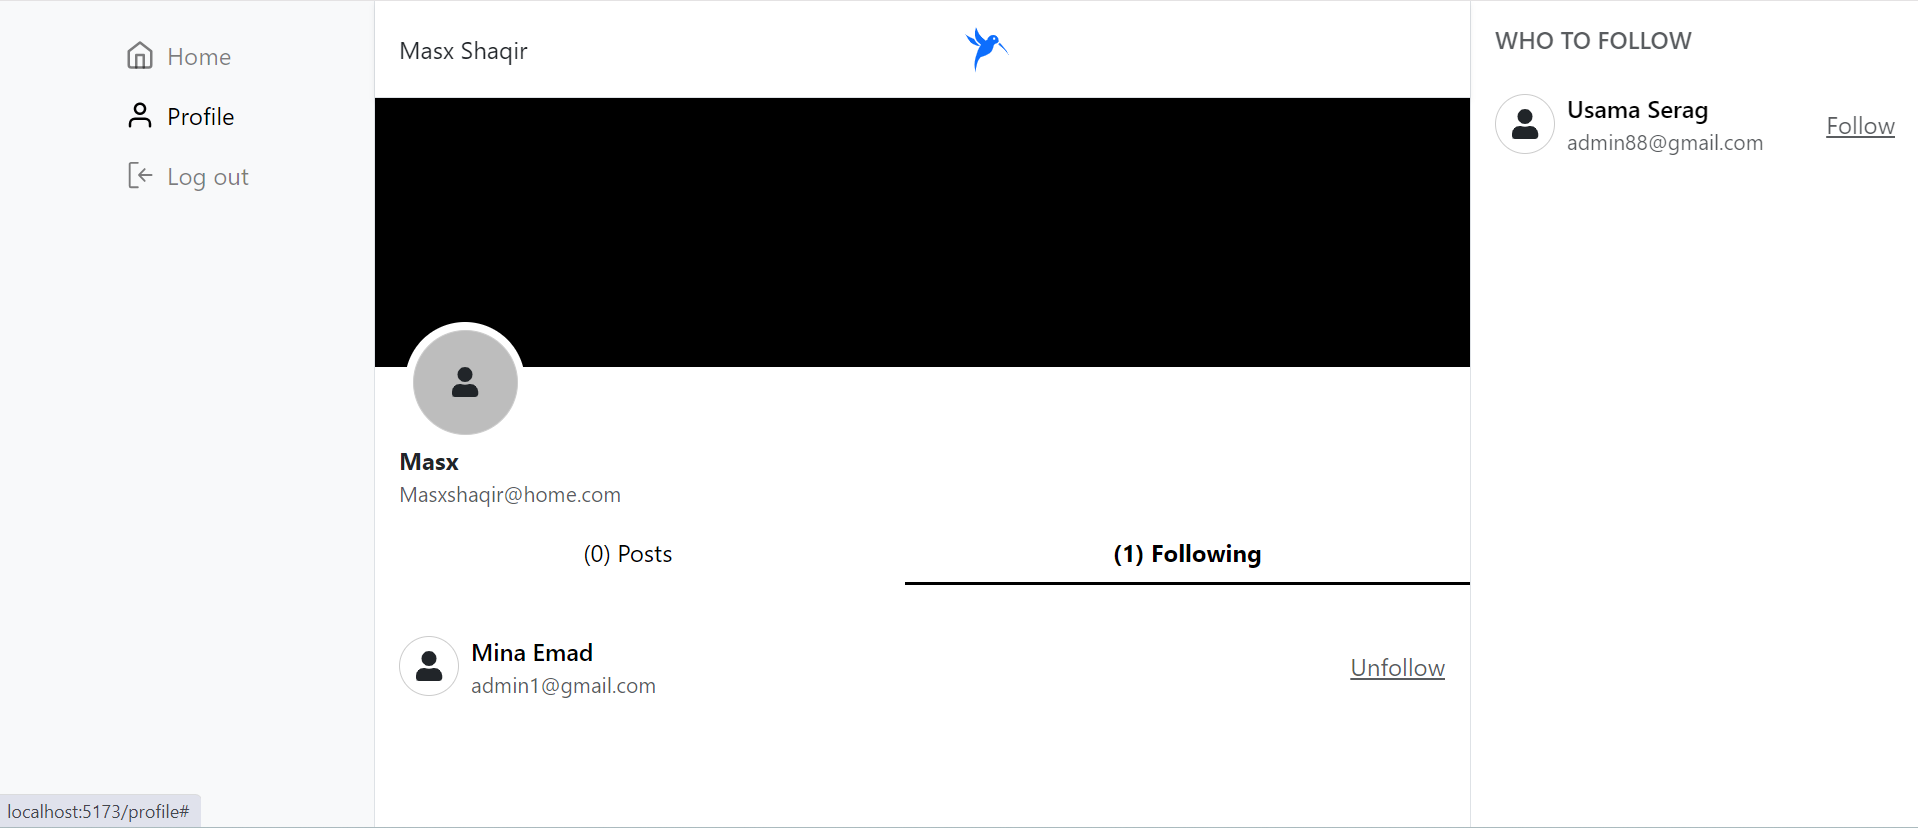 Home
Profile
Log out
Masx Shaqir
Masx
Masxshaqir@home.com
(0) Posts
(1) Following
Mina Emad
admin1@gmail.com
Unfollow
WHO TO FOLLOW
Usama Serag
admin88@gmail.com
Follow
localhost:5173/profile#